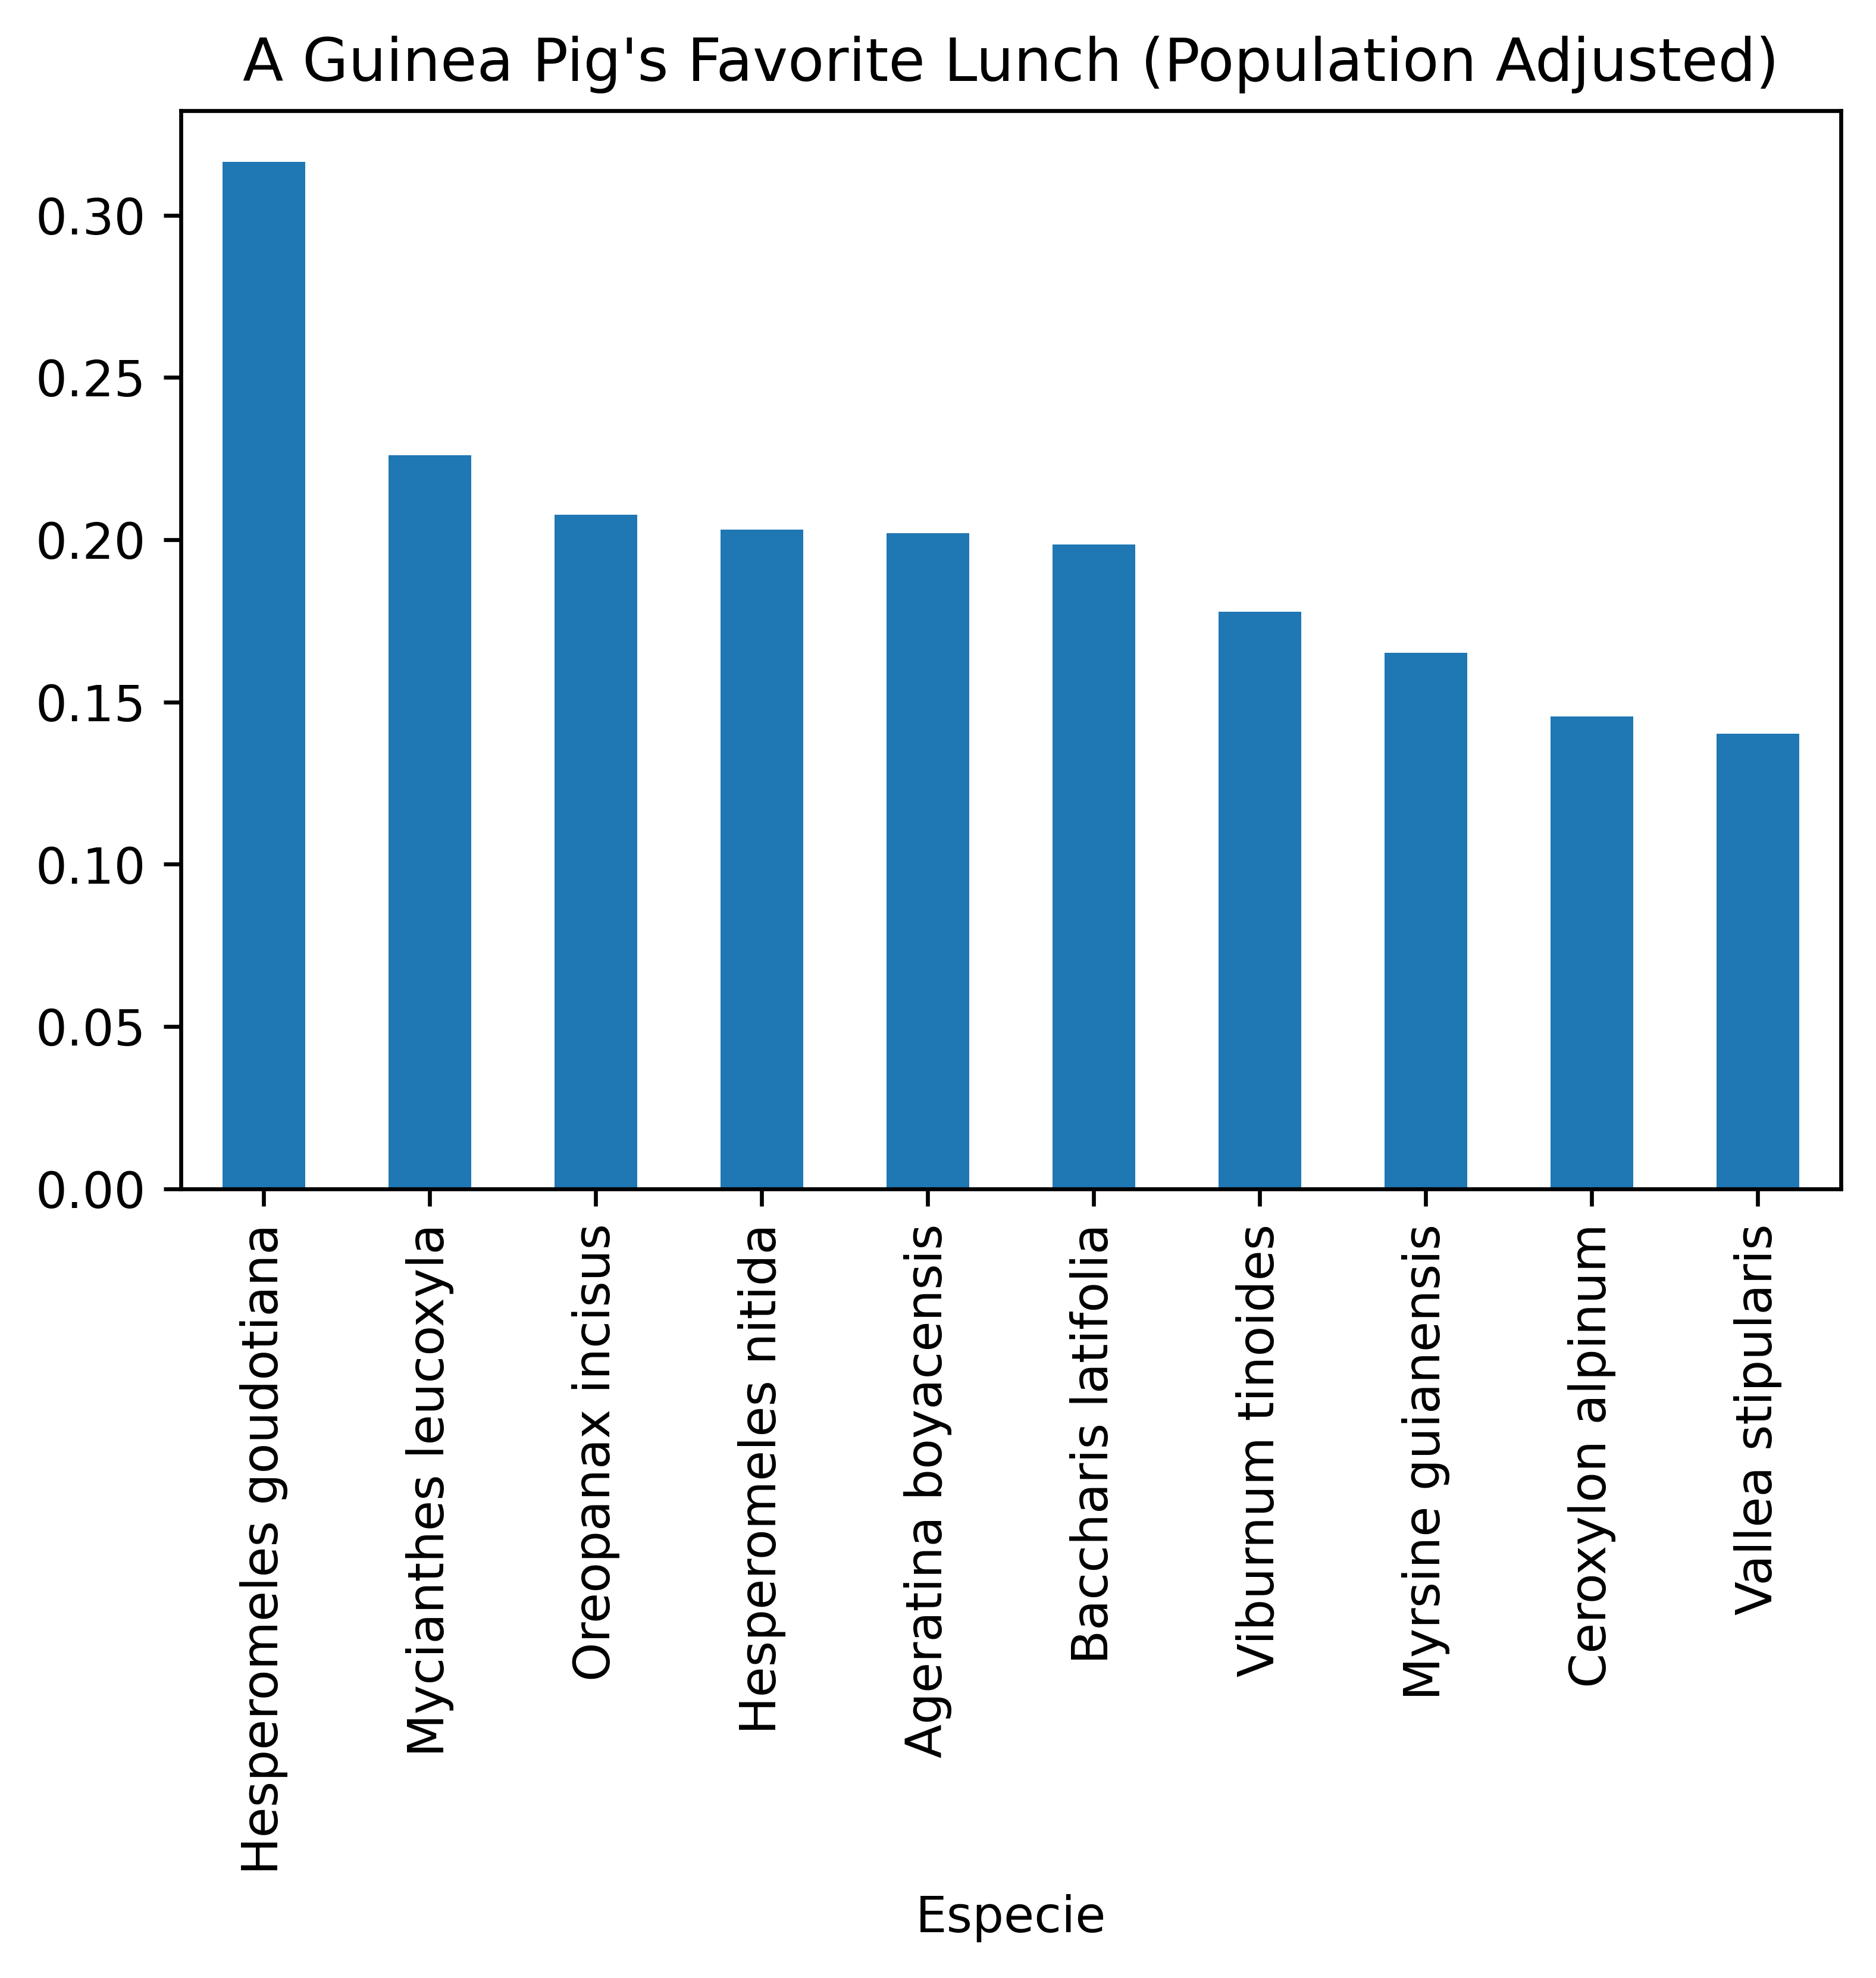 A Guinea Pig's Favorite Lunch (Population Adjusted)
0.30
0.25
0.20
0.15
0.10
0.05
0.00
Hesperomeles goudotiana
Mycianthes leucoxyla
Oreopanax incisus
Hesperomeles nitida
Ageratina boyacensis
Baccharis latifolia
Viburnum tinoides
Myrsine guianensis
Ceroxylon alpinum
Vallea stipularis
Especie